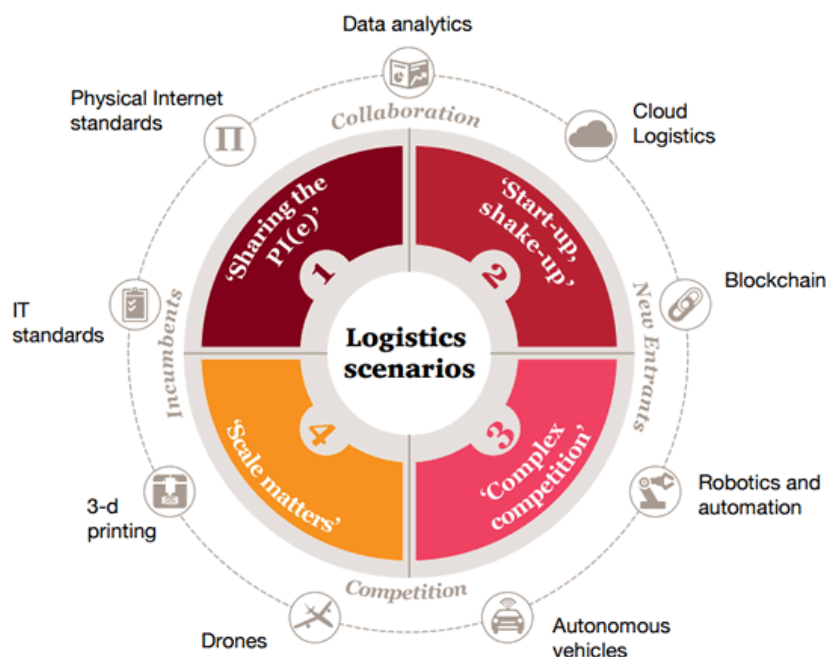 Data analytics
Physical Internet
standards
Collaboration
Cloud
Logistics
Π
'Sharing the
PI(e)'
'Start-up,
shake-up'
1
2
IT
standards
Incumbents
Blockchain
New Entrants
Logistics
scenarios
4
3
'Scale matters'
'Complex
competition'
3-d
printing
Robotics and
automation
Competition
Drones
Autonomous
vehicles